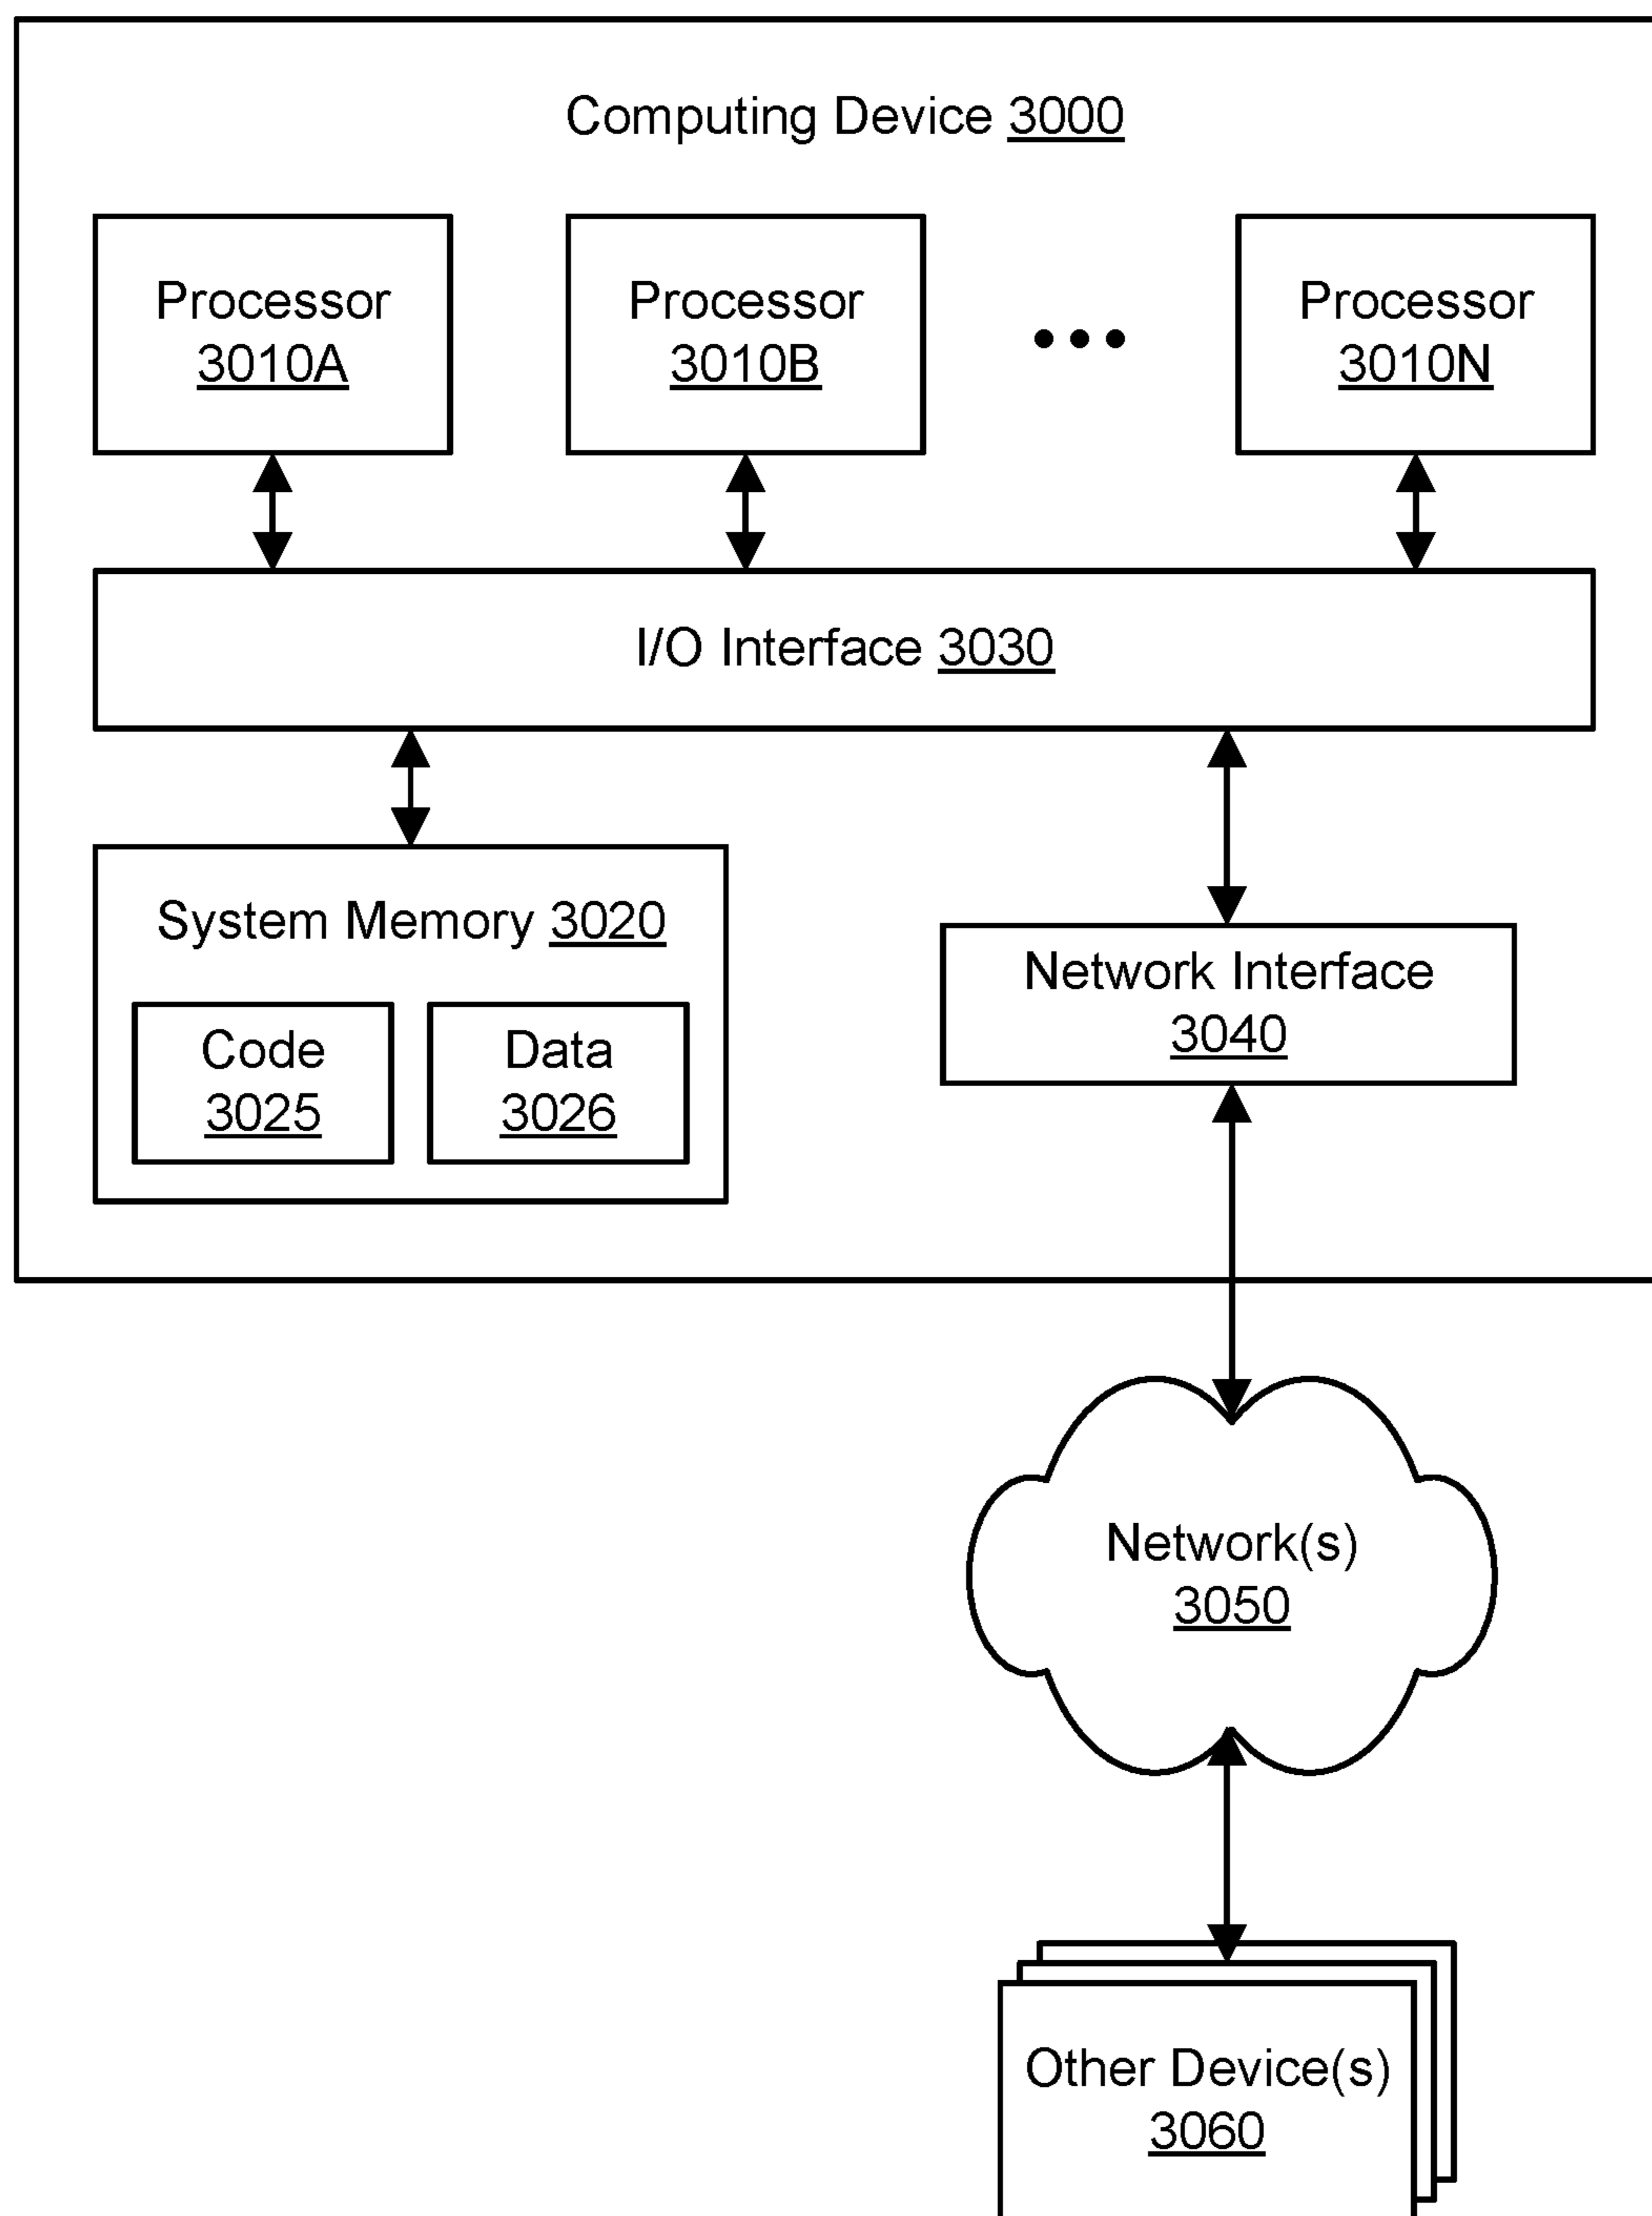 Computing Device 3000
Processor
3010A
Processor
3010B
Processor
3010N
I/O Interface 3030
System Memory 3020
Code
3025
Data
3026
Network Interface
3040
Network(s)
3050
Other Device(s)
3060